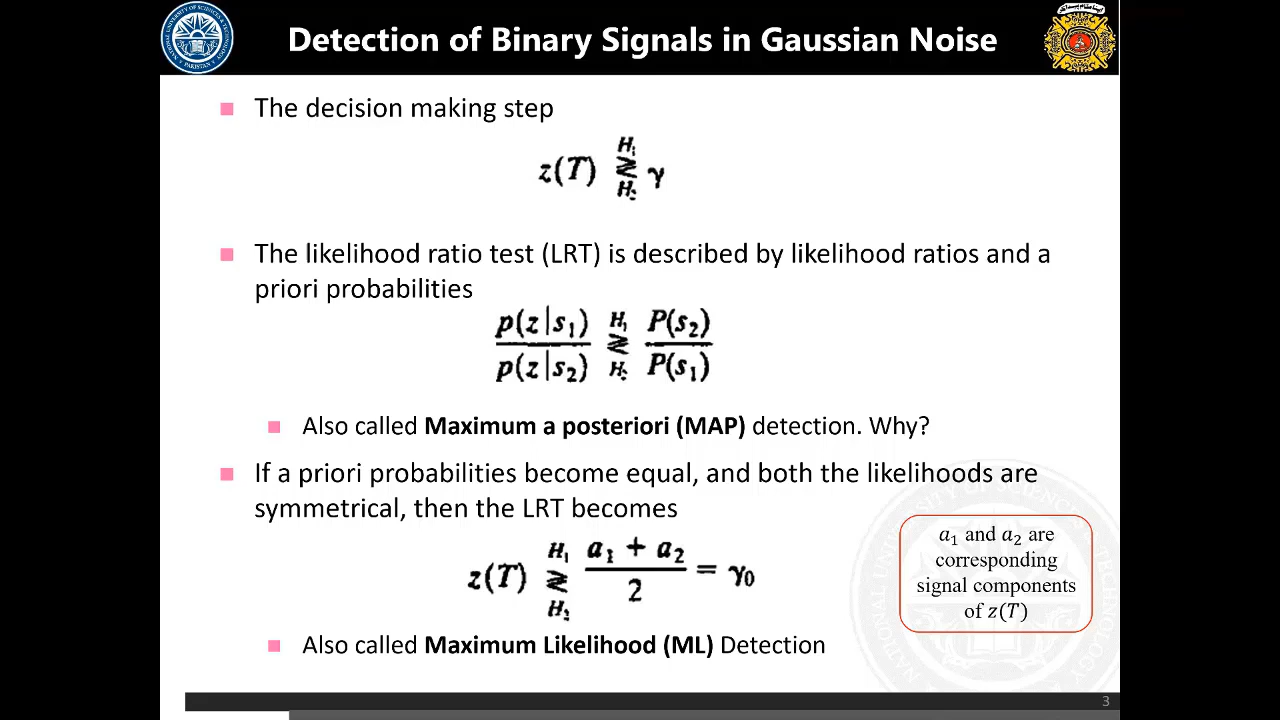 Detection of Binary Signals in Gaussian Noise
The decision making step
z(T) ≷ γ
H₁
H₂
The likelihood ratio test (LRT) is described by likelihood ratios and a
priori probabilities
p(z|s₁) / p(z|s₂) ≷ P(s₂) / P(s₁)
H₁
H₂
Also called Maximum a posteriori (MAP) detection. Why?
If a priori probabilities become equal, and both the likelihoods are
symmetrical, then the LRT becomes
z(T) ≷ (a₁ + a₂) / 2 = γ₀
H₁
H₂
a₁ and a₂ are
corresponding
signal components
of z(T)
Also called Maximum Likelihood (ML) Detection
3